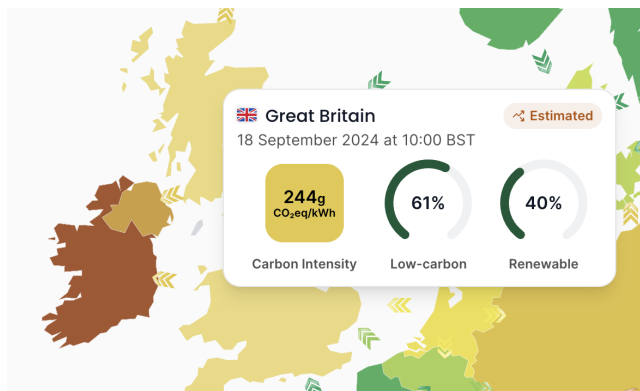 Great Britain
Estimated
18 September 2024 at 10:00 BST
244g
CO₂eq/kWh
61%
40%
Carbon Intensity
Low-carbon
Renewable